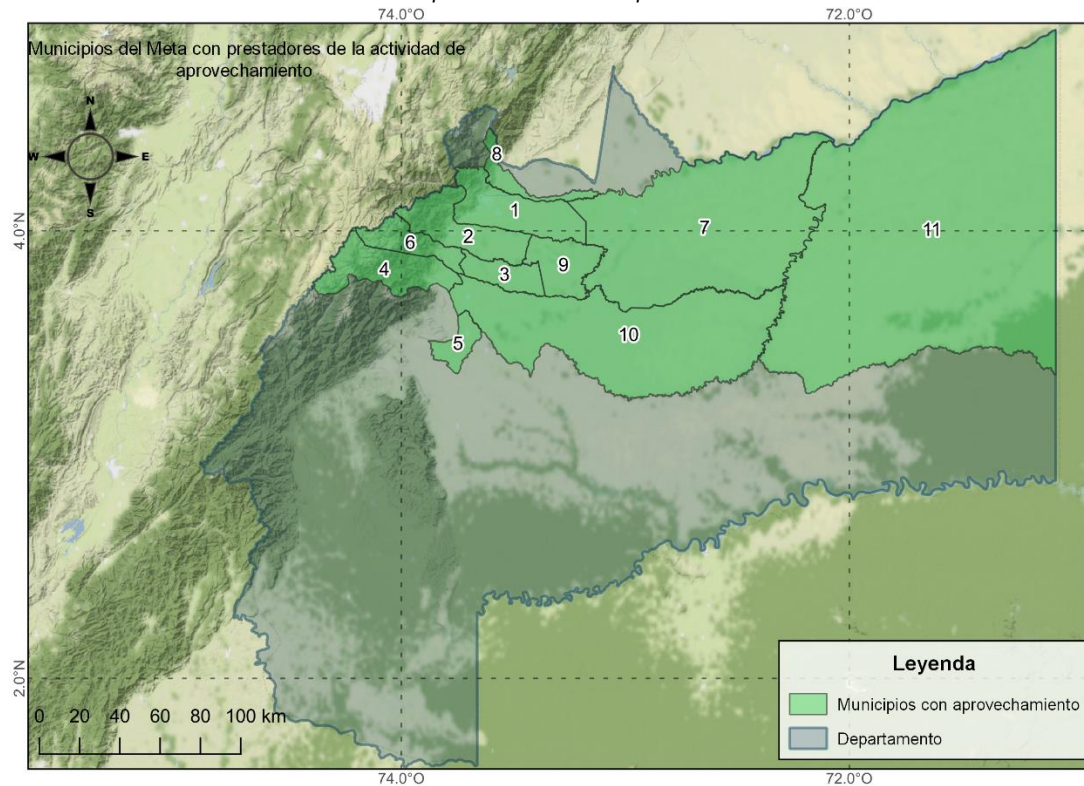 74.0°O
72.0°O
Municipios del Meta con prestadores de la actividad de
aprovechamiento
N
W
E
S
8
1
4.0°N
7
11
2
6
9
4
3
10
5
2.0°N
Leyenda
Municipios con aprovechamiento
Departamento
0 20 40 60 80 100 km
74.0°O
72.0°O